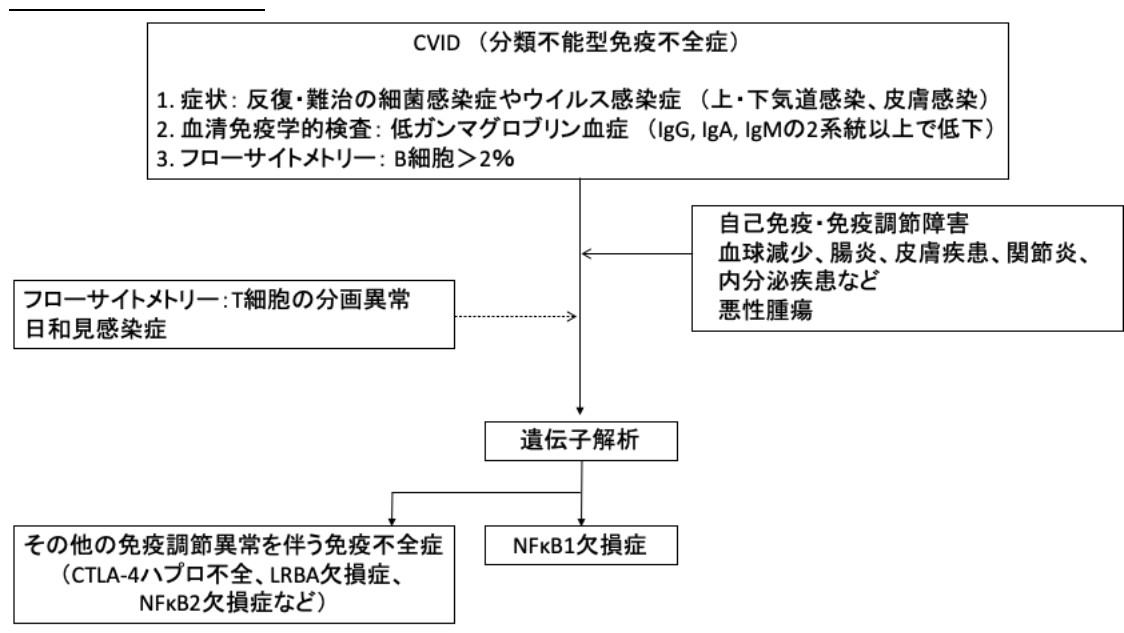 CVID （分類不能型免疫不全症）
1. 症状： 反復・難治の細菌感染症やウイルス感染症 （上・下気道感染、皮膚感染）
2. 血清免疫学的検査： 低ガンマグロブリン血症 （IgG, IgA, IgMの2系統以上で低下）
3. フローサイトメトリー： B細胞＞2％
自己免疫・免疫調節障害
血球減少、腸炎、皮膚疾患、関節炎、
内分泌疾患など
悪性腫瘍
フローサイトメトリー：T細胞の分画異常
日和見感染症
遺伝子解析
その他の免疫調節異常を伴う免疫不全症
（CTLA-4ハプロ不全、LRBA欠損症、
NFκB2欠損症など）
NFκB1欠損症